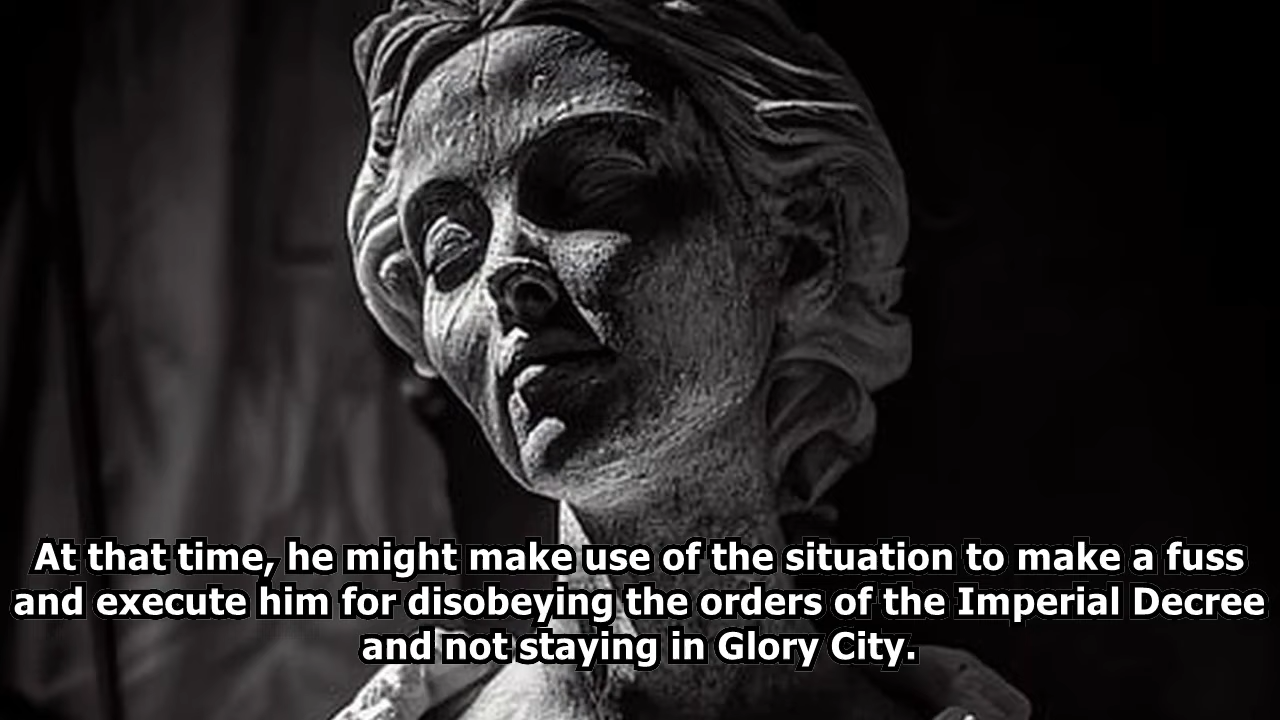 At that time, he might make use of the situation to make a fuss
and execute him for disobeying the orders of the Imperial Decree
and not staying in Glory City.